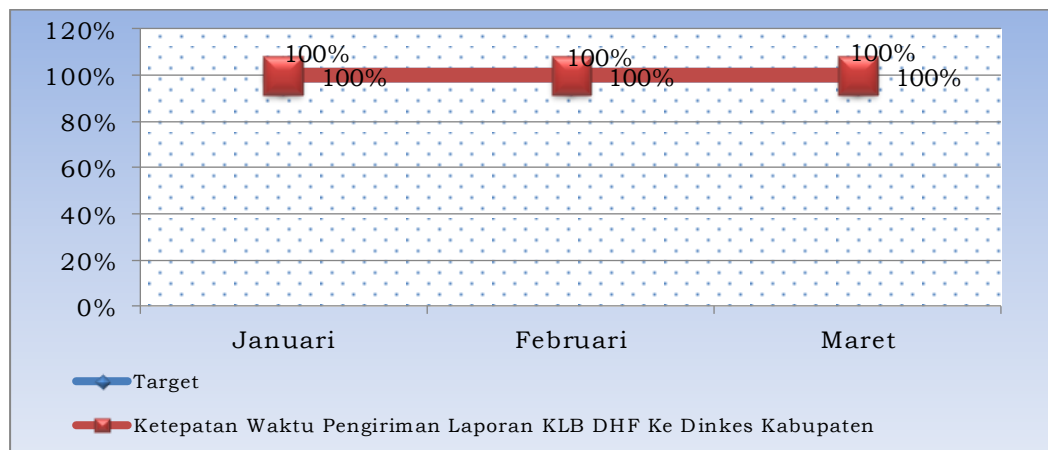 120%
100%
80%
60%
40%
20%
0%
100% 100% 100%
100% 100% 100%
Januari Februari Maret
Target
Ketepatan Waktu Pengiriman Laporan KLB DHF Ke Dinkes Kabupaten